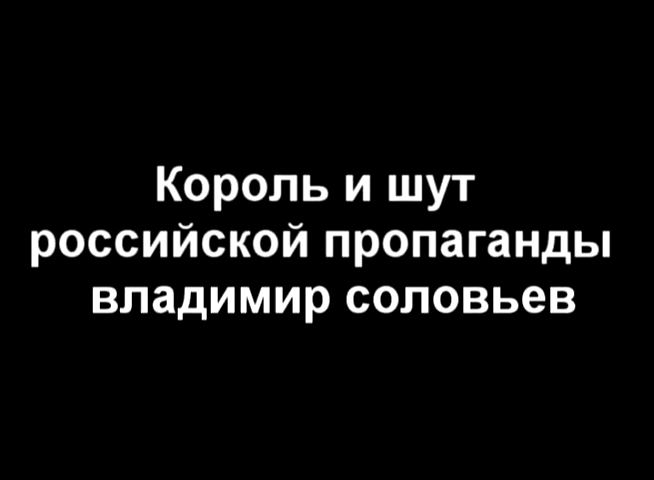 Король и шут
российской пропаганды
владимир соловьев